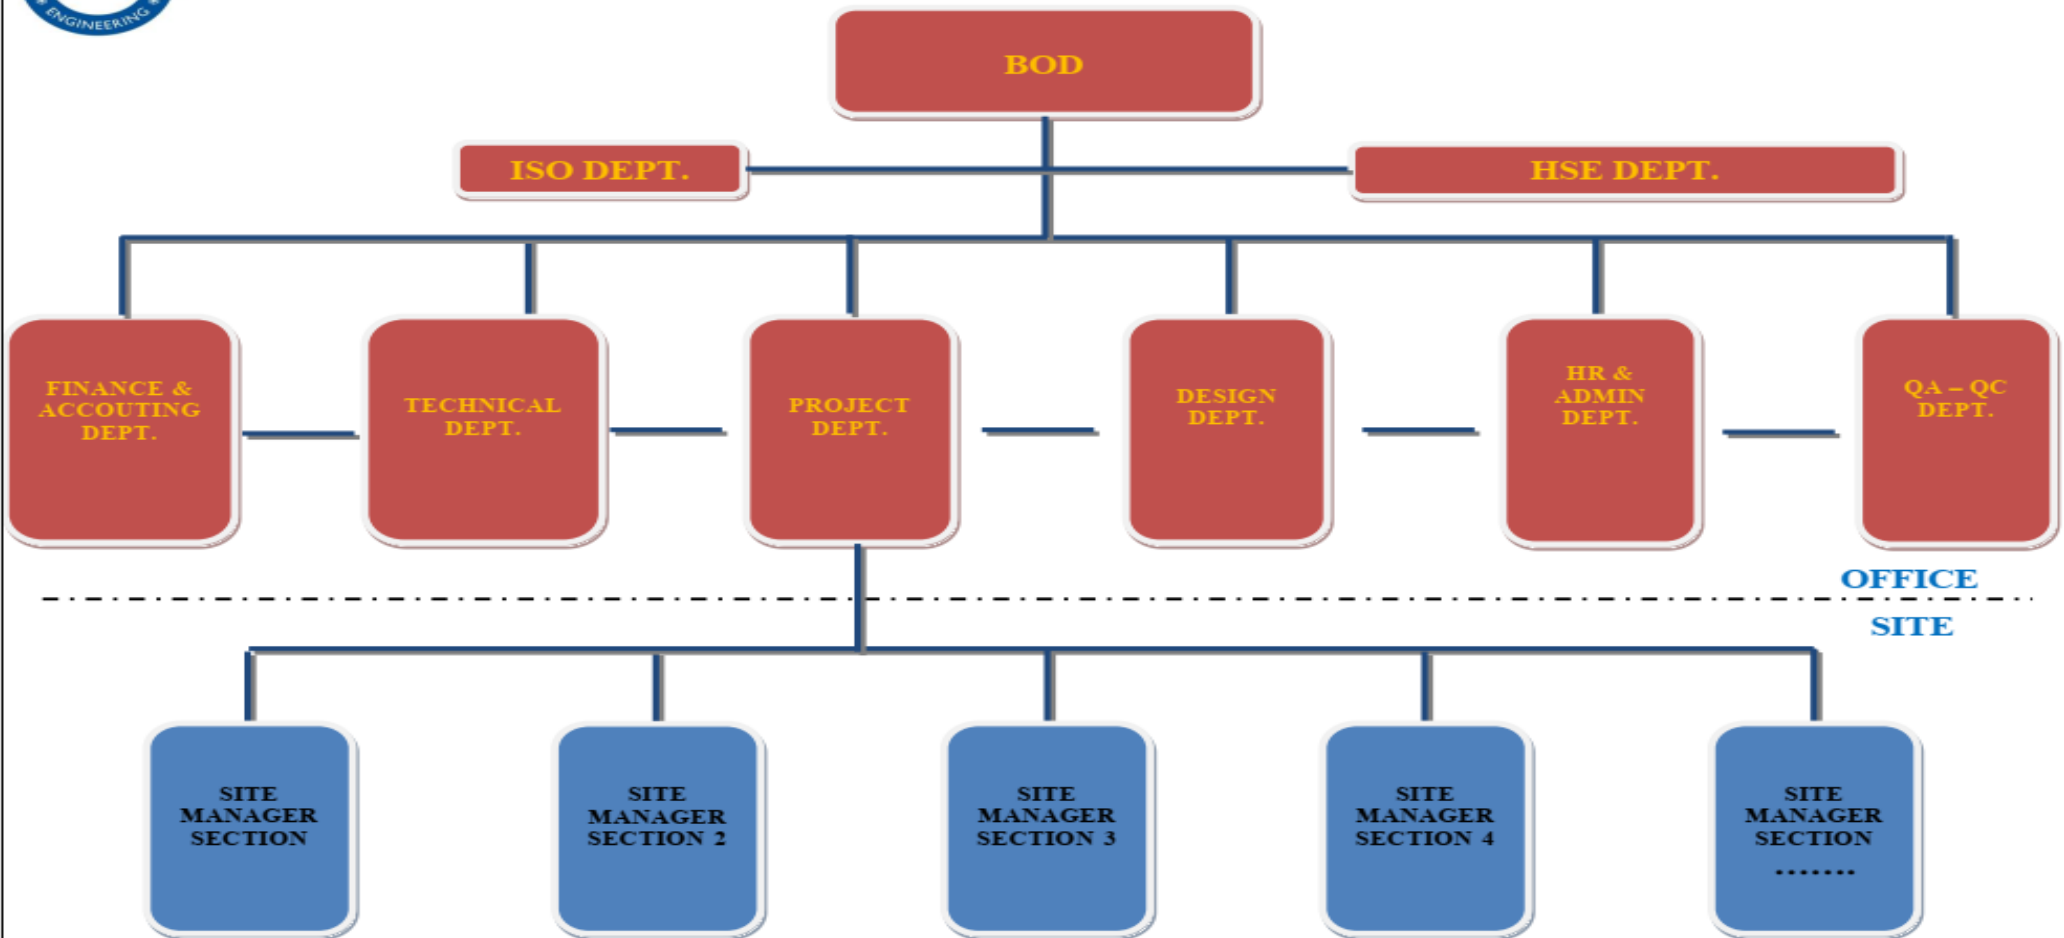 ENGINEERING
BOD
ISO DEPT.
HSE DEPT.
FINANCE &
ACCOUTING
DEPT.
TECHNICAL
DEPT.
PROJECT
DEPT.
DESIGN
DEPT.
HR &
ADMIN
DEPT.
QA – QC
DEPT.
OFFICE
SITE
SITE
MANAGER
SECTION
SITE
MANAGER
SECTION 2
SITE
MANAGER
SECTION 3
SITE
MANAGER
SECTION 4
SITE
MANAGER
SECTION
.......